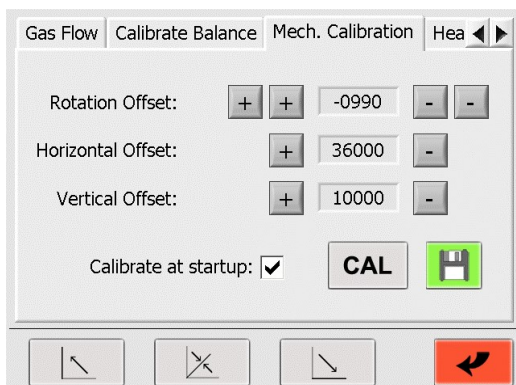 Gas Flow Calibrate Balance Mech. Calibration Hea
Rotation Offset: + + -0990 - -
Horizontal Offset: + 36000 -
Vertical Offset: + 10000 -
Calibrate at startup: CAL